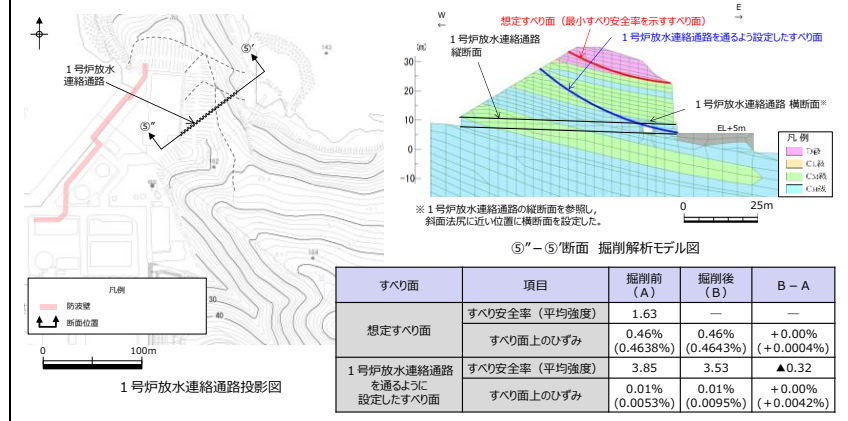 ⑤’
143
1号炉放水
連絡通路
⑤”
102
104
40
30
凡例
防波壁
断面位置
0 100m
1号炉放水連絡通路投影図
W
←
E
→
想定すべり面（最小すべり安全率を示すすべり面）
1号炉放水連絡通路を通るよう設定したすべり面
1号炉放水連絡通路
縦断面
[m]
30
20
10
0
-10
1号炉放水連絡通路 横断面※
EL+5m
凡 例
D級
CL級
CM級
CH級
※１号炉放水連絡通路の縦断面を参照し，
斜面法尻に近い位置に横断面を設定した。
0 25m
⑤”－⑤’断面 掘削解析モデル図
すべり面 項目 掘削前（A） 掘削後（B） B－A
想定すべり面 すべり安全率（平均強度） 1.63 ― ―
すべり面上のひずみ 0.46% (0.4638%) 0.46% (0.4643%) +0.00% (+0.0004%)
1号炉放水連絡通路を通るように設定したすべり面 すべり安全率（平均強度） 3.85 3.53 ▲0.32
すべり面上のひずみ 0.01% (0.0053%) 0.01% (0.0095%) +0.00% (+0.0042%)